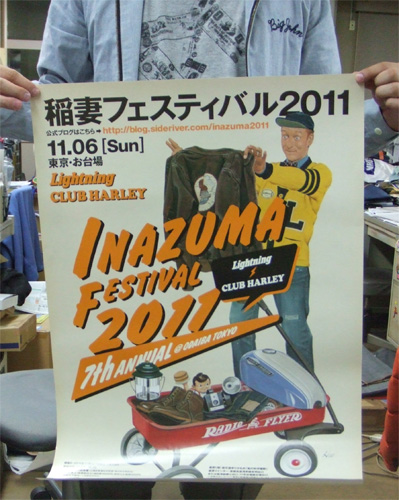 Big John
稲妻フェスティバル2011
公式ブログはこちら➡http://blog.sideriver.com/inazuma2011
11.06 [Sun]
東京・お台場
Lightning
CLUB HARLEY
L
INAZUMA
FESTIVAL
2011
Lightning
CLUB HARLEY
7th ANNUAL @ ODAIBA TOKYO
RADIO FLYER